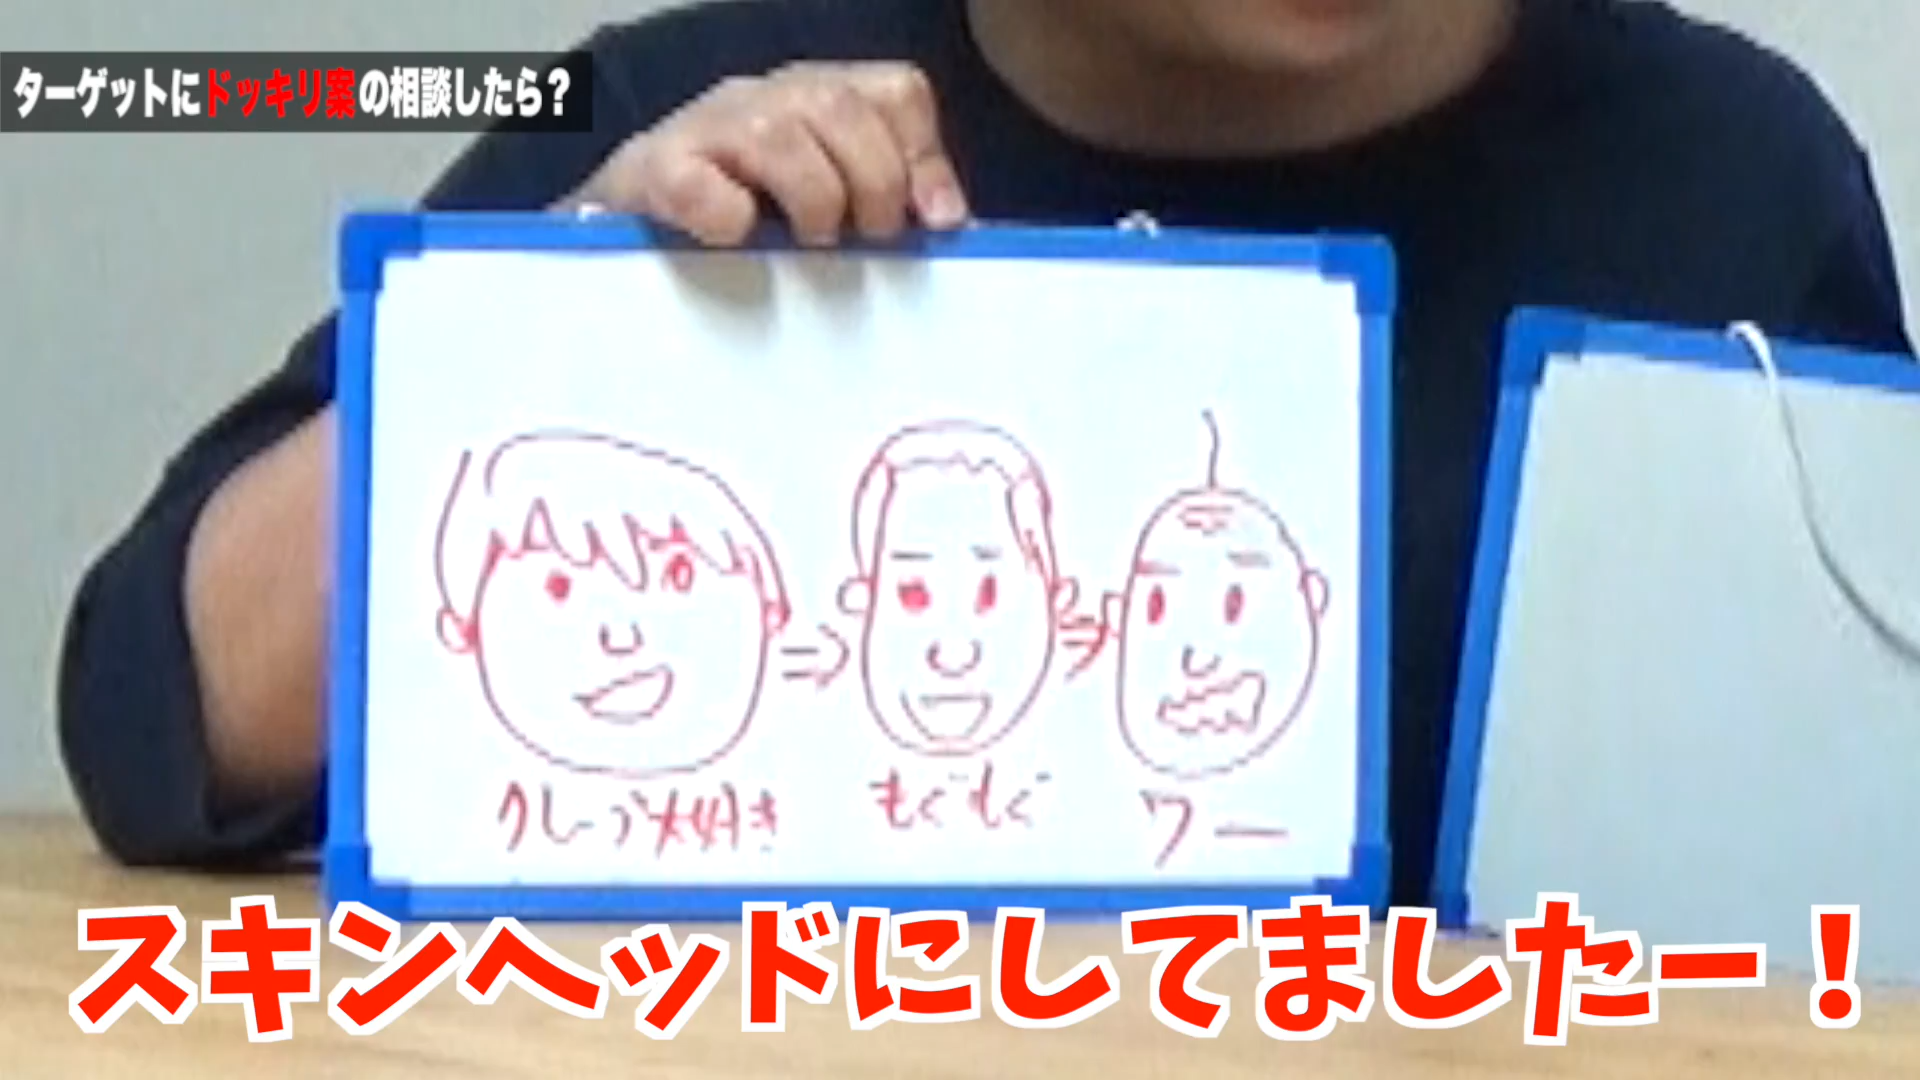 ターゲットにドッキリ案の相談したら？
クレープ大好き
もぐもぐ
ワー
スキンヘッドにしてましたー！